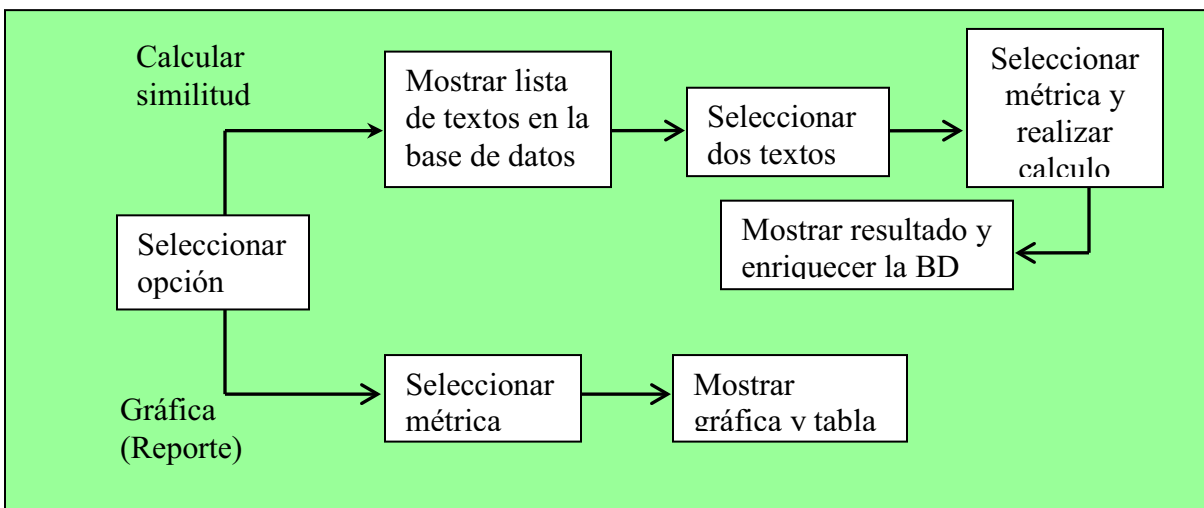 Calcular
similitud
Mostrar lista
de textos en la
base de datos
Seleccionar
dos textos
Seleccionar
métrica y
realizar
calculo
Mostrar resultado y
enriquecer la BD
Seleccionar
opción
Gráfica
(Reporte)
Seleccionar
métrica
Mostrar
gráfica y tabla